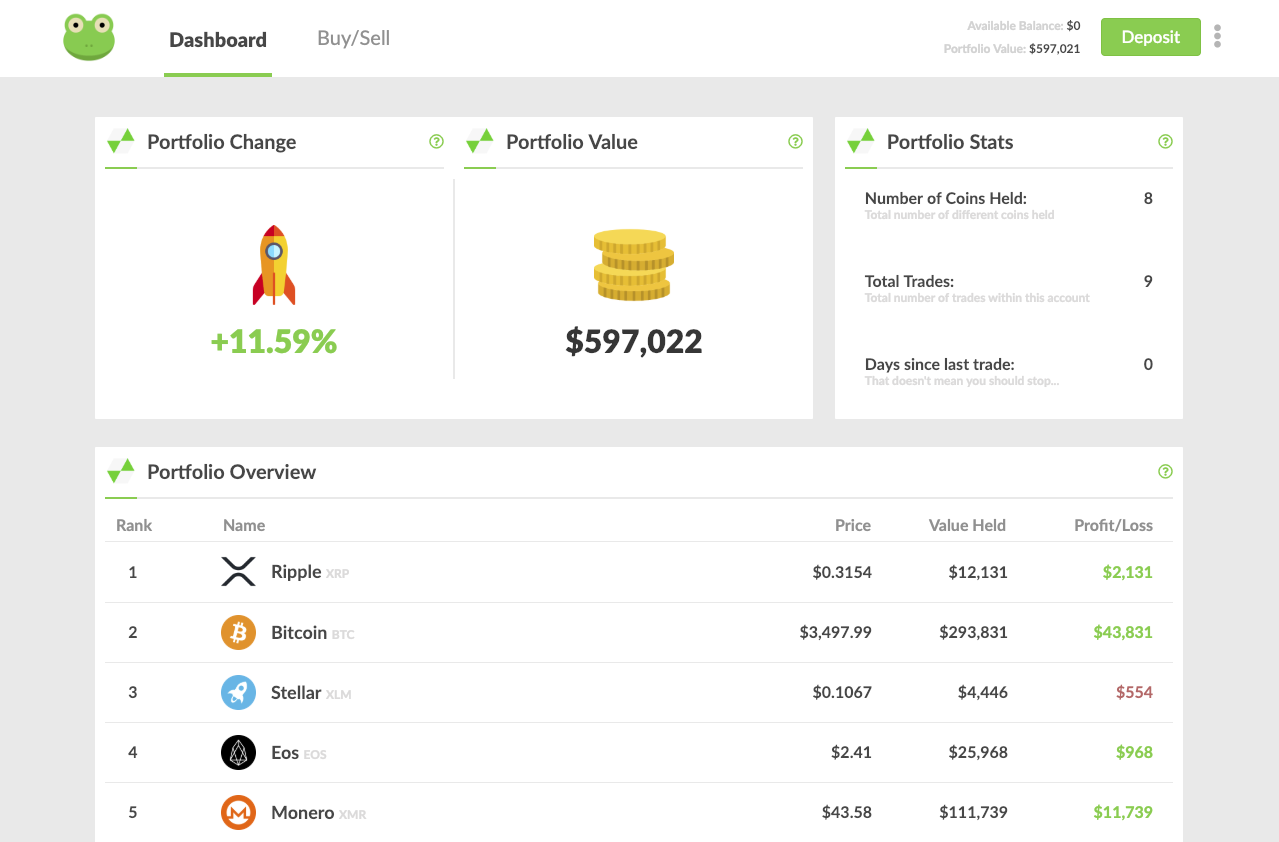 Dashboard
Buy/Sell
Available Balance: $0
Portfolio Value: $597,021
Deposit
Portfolio Change
?
+11.59%
Portfolio Value
?
$597,022
Portfolio Stats
?
Number of Coins Held: 8
Total number of different coins held
Total Trades: 9
Total number of trades within this account
Days since last trade: 0
That doesn't mean you should stop...
Portfolio Overview
?
Rank Name Price Value Held Profit/Loss
1 Ripple XRP $0.3154 $12,131 $2,131
2 Bitcoin BTC $3,497.99 $293,831 $43,831
3 Stellar XLM $0.1067 $4,446 $554
4 Eos EOS $2.41 $25,968 $968
5 Monero XMR $43.58 $111,739 $11,739